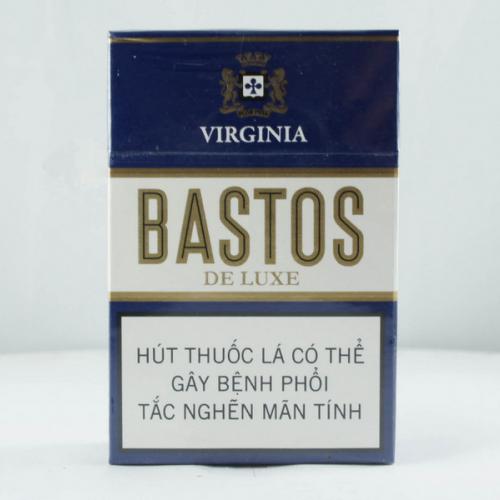 VIRGINIA
BASTOS
DE LUXE
HÚT THUỐC LÁ CÓ THỂ
GÂY BỆNH PHỔI
TẮC NGHẼN MÃN TÍNH